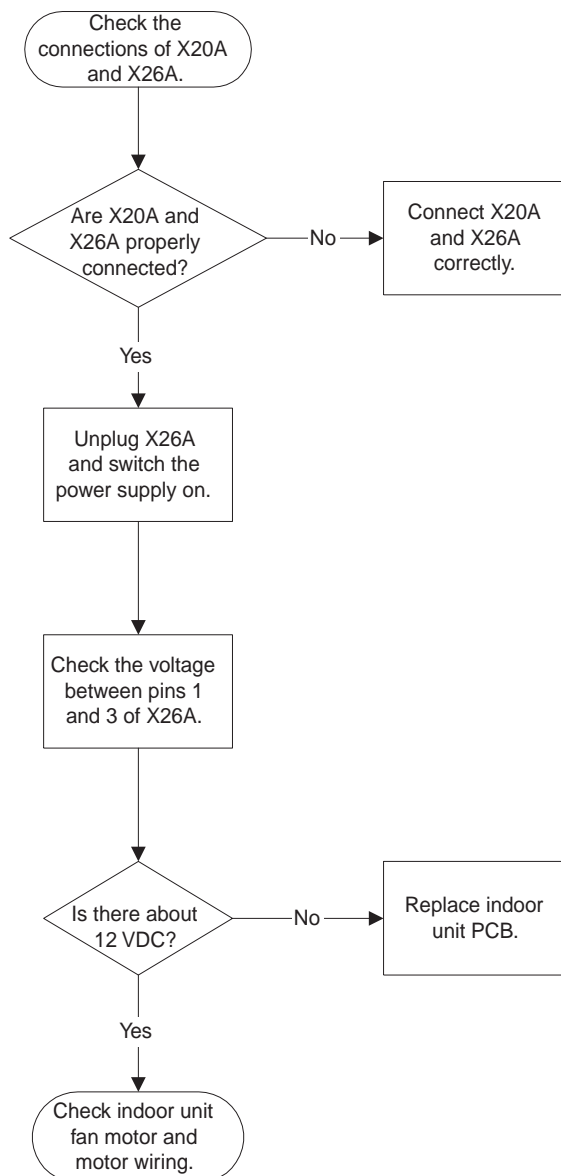 Check the
connections of X20A
and X26A.
Are X20A and
X26A properly
connected?
No
Connect X20A
and X26A
correctly.
Yes
Unplug X26A
and switch the
power supply on.
Check the voltage
between pins 1
and 3 of X26A.
Is there about
12 VDC?
No
Replace indoor
unit PCB.
Yes
Check indoor unit
fan motor and
motor wiring.